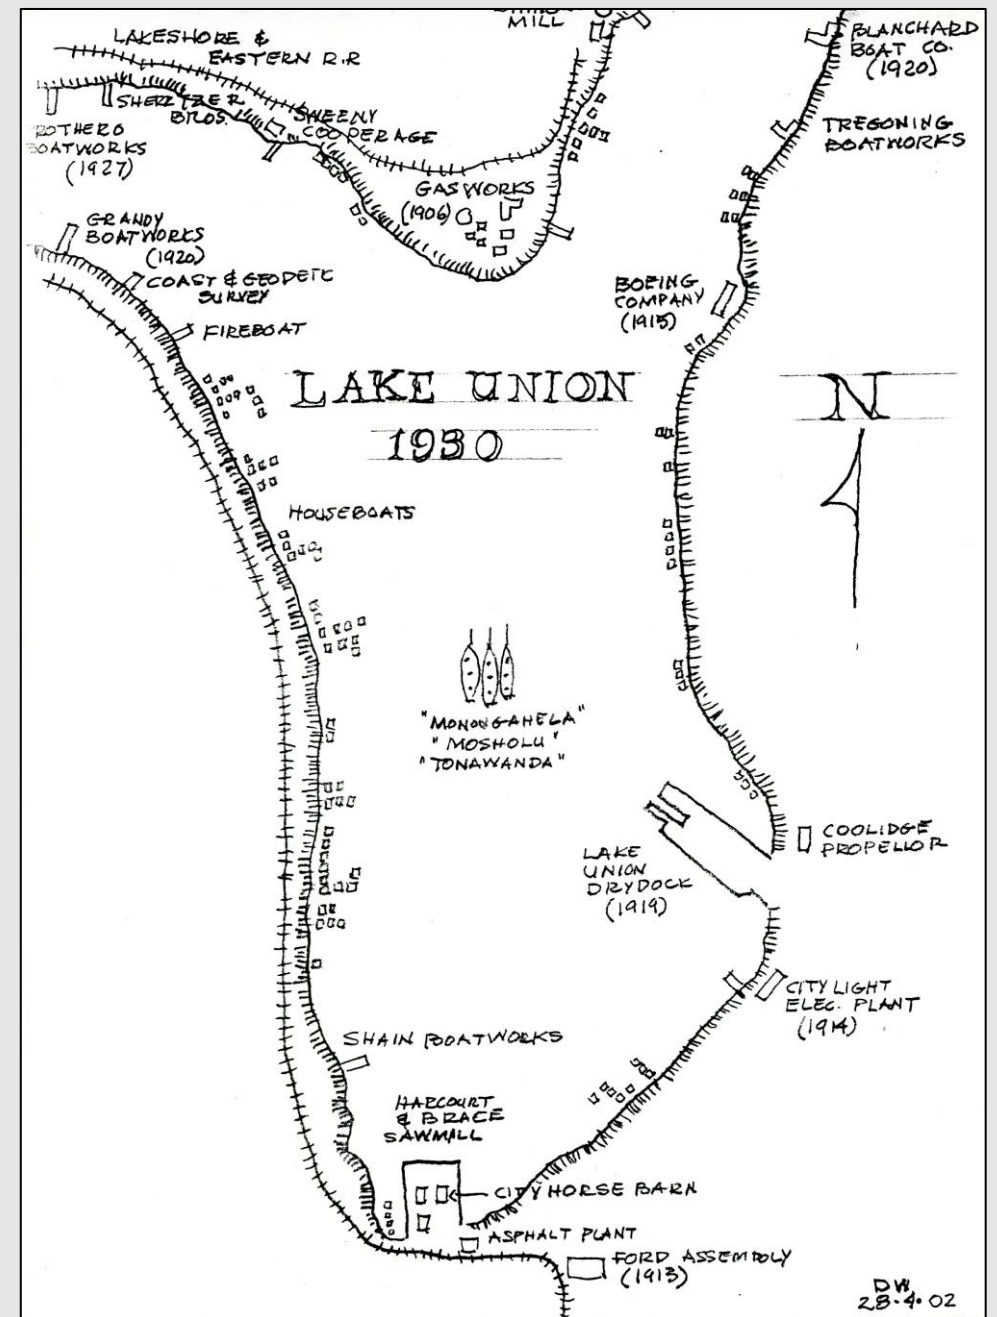 MILL
BLANCHARD
BOAT CO.
(1920)
LAKESHORE &
EASTERN R.R
SHERTZER
BROS.
SWEENY
COOPERAGE
ROTHERO
BOATWORKS
(1927)
TREGONING
BOATWORKS
GASWORKS
(1906)
GRANDY
BOATWORKS
(1920)
COAST & GEODETIC
SURVEY
FIREBOAT
BOEING
COMPANY
(1915)
LAKE UNION
1930
N
HOUSEBOATS
"MONONGAHELA"
"MOSHOLU"
"TONAWANDA"
COOLIDGE
PROPELLOR
LAKE
UNION
DRYDOCK
(1919)
CITY LIGHT
ELEC. PLANT
(1914)
SHAIN BOATWORKS
HARCOURT
& BRACE
SAWMILL
CITY HORSE BARN
ASPHALT PLANT
FORD ASSEMBLY
(1913)
DW
28·4·02